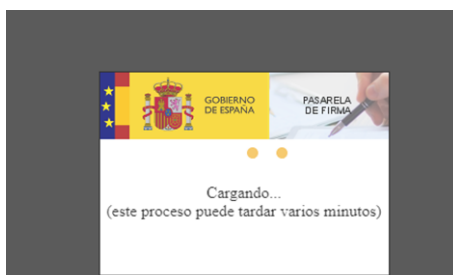 GOBIERNO
DE ESPAÑA
PASARELA
DE FIRMA
Cargando...
(este proceso puede tardar varios minutos)